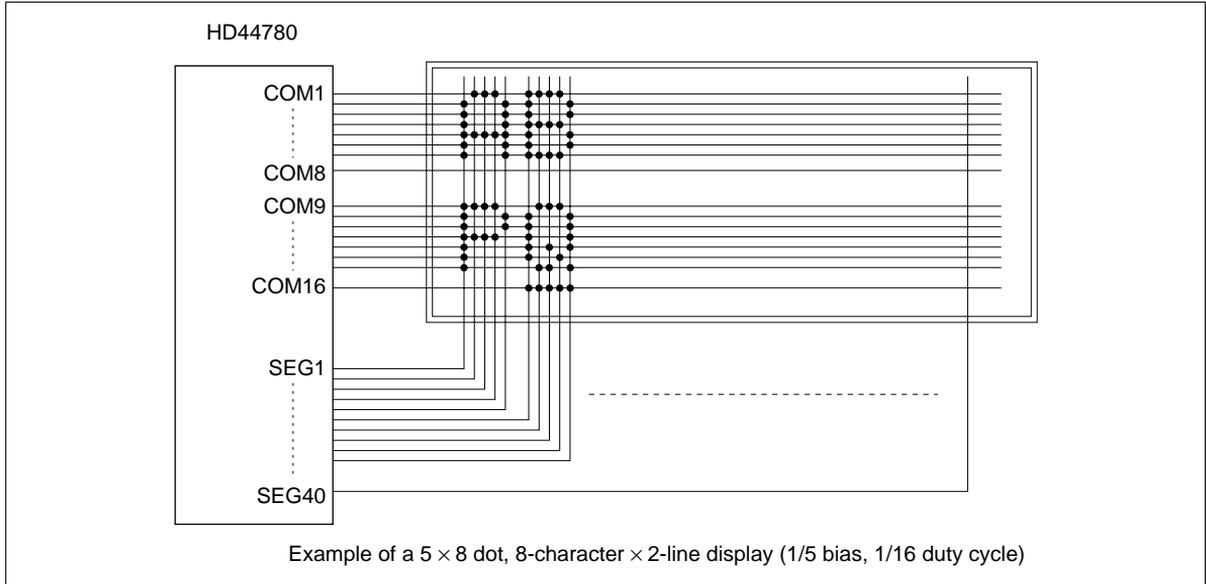 HD44780
COM1
COM8
COM9
COM16
SEG1
SEG40
Example of a 5 × 8 dot, 8-character × 2-line display (1/5 bias, 1/16 duty cycle)